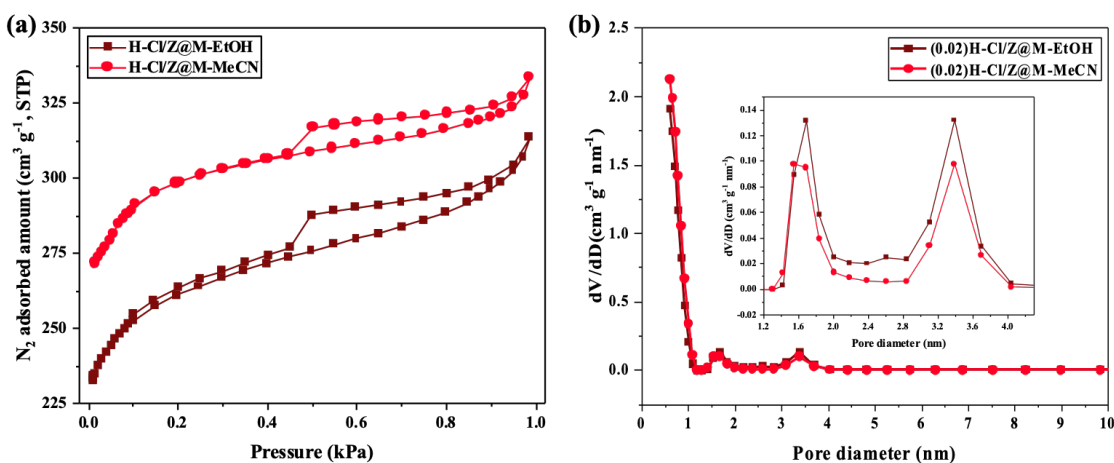 (a)
H-Cl/Z@M-EtOH
H-Cl/Z@M-MeCN
N2 adsorbed amount (cm3 g-1, STP)
350
325
300
275
250
225
0.0 0.2 0.4 0.6 0.8 1.0
Pressure (kPa)
(b)
(0.02)H-Cl/Z@M-EtOH
(0.02)H-Cl/Z@M-MeCN
dV/dD(cm3 g-1 nm-1)
2.5
2.0
1.5
1.0
0.5
0.0
0 1 2 3 4 5 6 7 8 9 10
Pore diameter (nm)
dV/dD (cm3 g-1 nm-1)
0.14
0.12
0.10
0.08
0.06
0.04
0.02
0.00
-0.02
1.2 1.6 2.0 2.4 2.8 3.2 3.6 4.0
Pore diameter (nm)